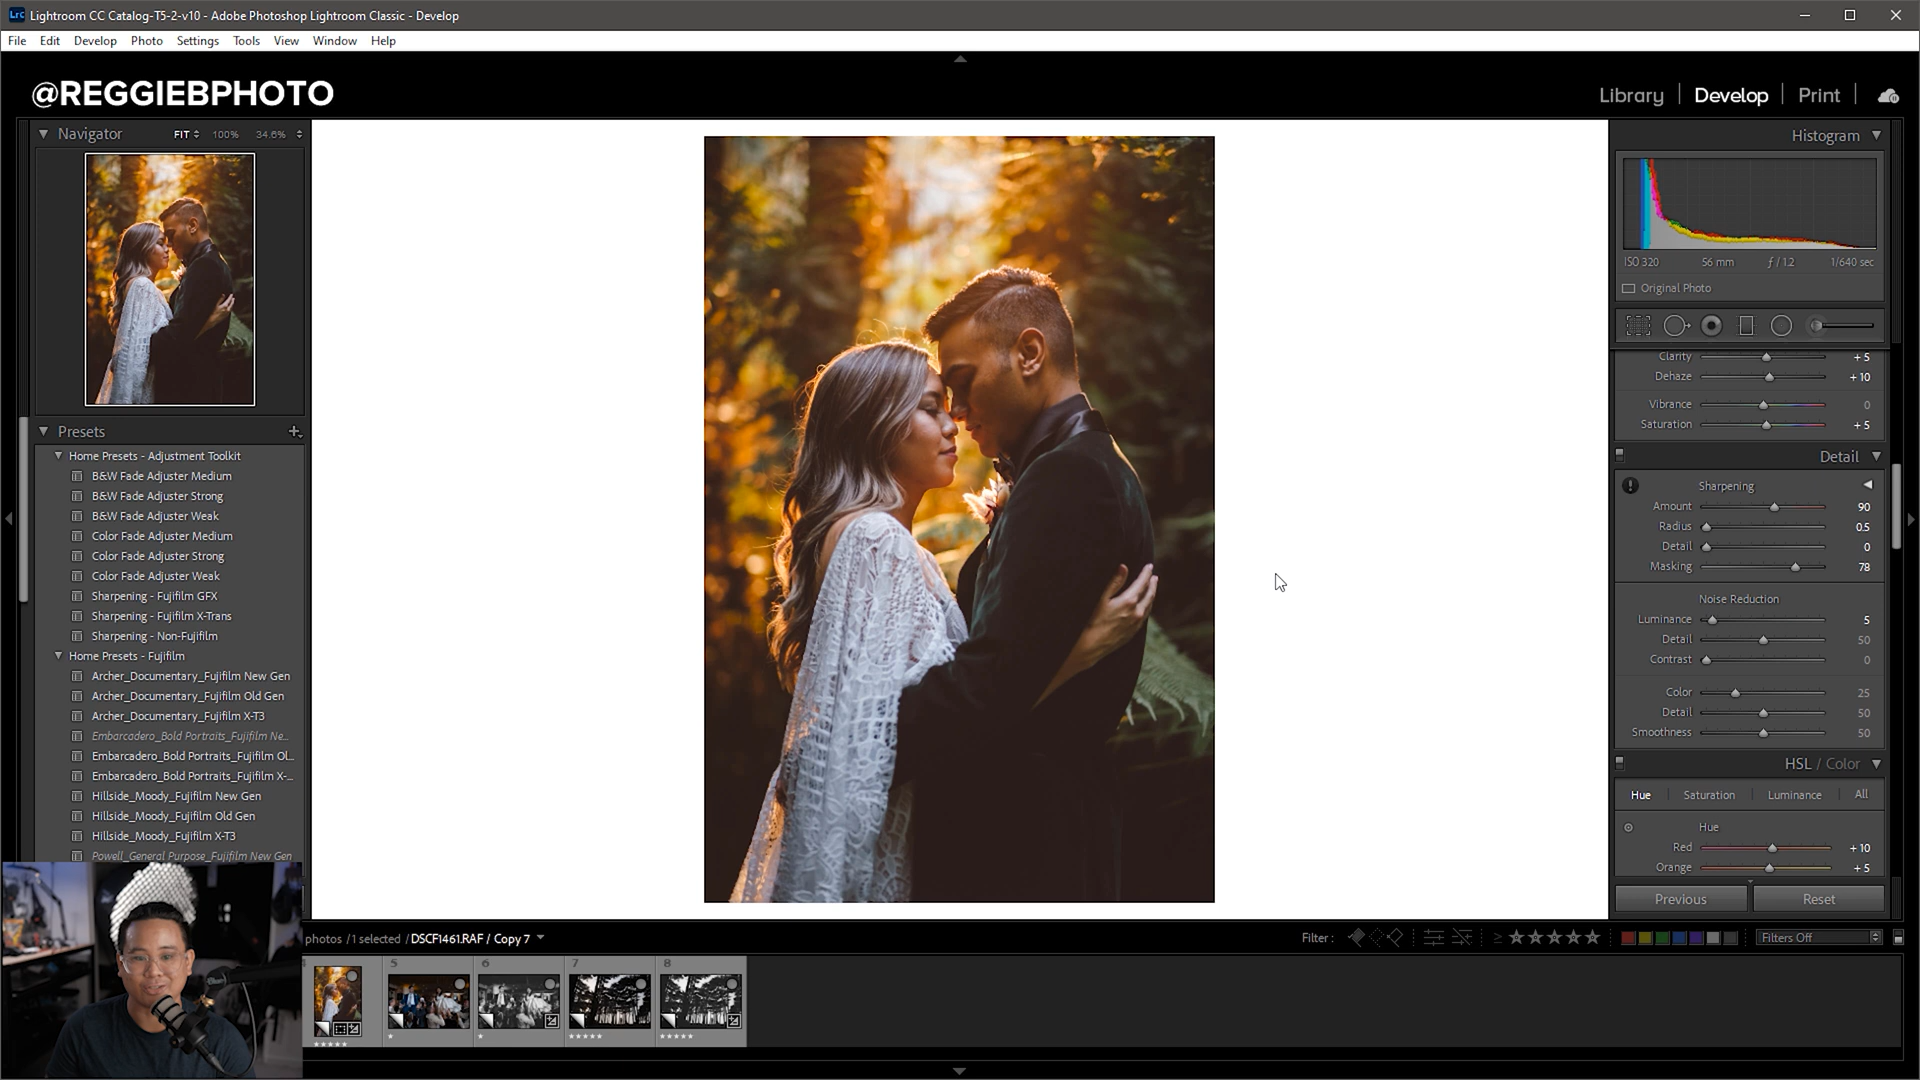 Lightroom CC Catalog-T5-2-v10 - Adobe Photoshop Lightroom Classic - Develop
File Edit Develop Photo Settings Tools View Window Help
@REGGIEBPHOTO
Library | Develop | Print |
Navigator FIT 100% 34.6%
Histogram
ISO 320 56 mm ƒ / 1.2 1/640 sec
Original Photo
Clarity +5
Dehaze +10
Vibrance 0
Saturation +5
Detail
Sharpening
Amount 90
Radius 0.5
Detail 0
Masking 78
Noise Reduction
Luminance 5
Detail 50
Contrast 0
Color 25
Detail 50
Smoothness 50
HSL / Color
Hue Saturation Luminance All
Hue
Red +10
Orange +5
Previous Reset
Presets
Home Presets - Adjustment Toolkit
B&W Fade Adjuster Medium
B&W Fade Adjuster Strong
B&W Fade Adjuster Weak
Color Fade Adjuster Medium
Color Fade Adjuster Strong
Color Fade Adjuster Weak
Sharpening - Fujifilm GFX
Sharpening - Fujifilm X-Trans
Sharpening - Non-Fujifilm
Home Presets - Fujifilm
Archer_Documentary_Fujifilm New Gen
Archer_Documentary_Fujifilm Old Gen
Archer_Documentary_Fujifilm X-T3
Embarcadero_Bold Portraits_Fujifilm Ne...
Embarcadero_Bold Portraits_Fujifilm Ol...
Embarcadero_Bold Portraits_Fujifilm X-...
Hillside_Moody_Fujifilm New Gen
Hillside_Moody_Fujifilm Old Gen
Hillside_Moody_Fujifilm X-T3
Powell_General Purpose_Fujifilm New Gen
photos / 1 selected / DSCF1461.RAF / Copy 7
Filter : ≥ Filters Off
5 6 7 8